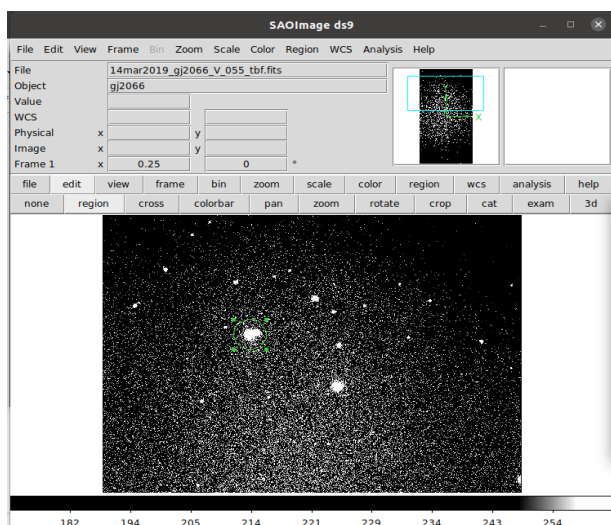 SAOImage ds9
File Edit View Frame Bin Zoom Scale Color Region WCS Analysis Help
File 14mar2019_gj2066_V_055_tbf.fits
Object gj2066
Value
WCS
Physical x y
Image x y
Frame 1 x 0.25 0 °
Y
X
file edit view frame bin zoom scale color region wcs analysis help
none region cross colorbar pan zoom rotate crop cat exam 3d
182 194 205 214 221 229 234 243 254